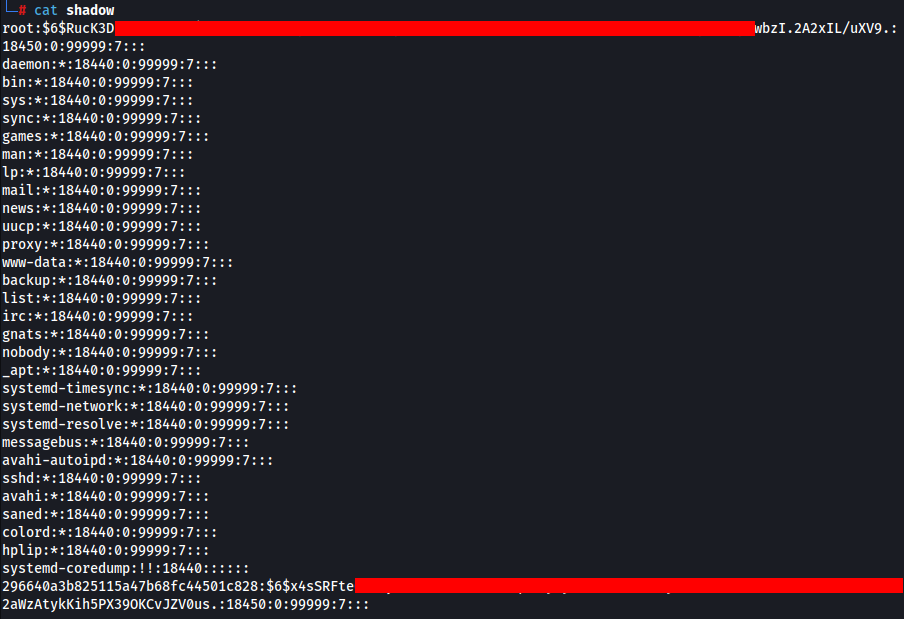 └─# cat shadow
root:$6$RucK3D wbzI.2A2xIL/uXV9.:
18450:0:99999:7:::
daemon:*:18440:0:99999:7:::
bin:*:18440:0:99999:7:::
sys:*:18440:0:99999:7:::
sync:*:18440:0:99999:7:::
games:*:18440:0:99999:7:::
man:*:18440:0:99999:7:::
lp:*:18440:0:99999:7:::
mail:*:18440:0:99999:7:::
news:*:18440:0:99999:7:::
uucp:*:18440:0:99999:7:::
proxy:*:18440:0:99999:7:::
www-data:*:18440:0:99999:7:::
backup:*:18440:0:99999:7:::
list:*:18440:0:99999:7:::
irc:*:18440:0:99999:7:::
gnats:*:18440:0:99999:7:::
nobody:*:18440:0:99999:7:::
_apt:*:18440:0:99999:7:::
systemd-timesync:*:18440:0:99999:7:::
systemd-network:*:18440:0:99999:7:::
systemd-resolve:*:18440:0:99999:7:::
messagebus:*:18440:0:99999:7:::
avahi-autoipd:*:18440:0:99999:7:::
sshd:*:18440:0:99999:7:::
avahi:*:18440:0:99999:7:::
saned:*:18440:0:99999:7:::
colord:*:18440:0:99999:7:::
hplip:*:18440:0:99999:7:::
systemd-coredump:!!:18440::::::
296640a3b825115a47b68fc44501c828:$6$x4sSRFte
2aWzAtykKih5PX39OKCvJZV0us.:18450:0:99999:7:::